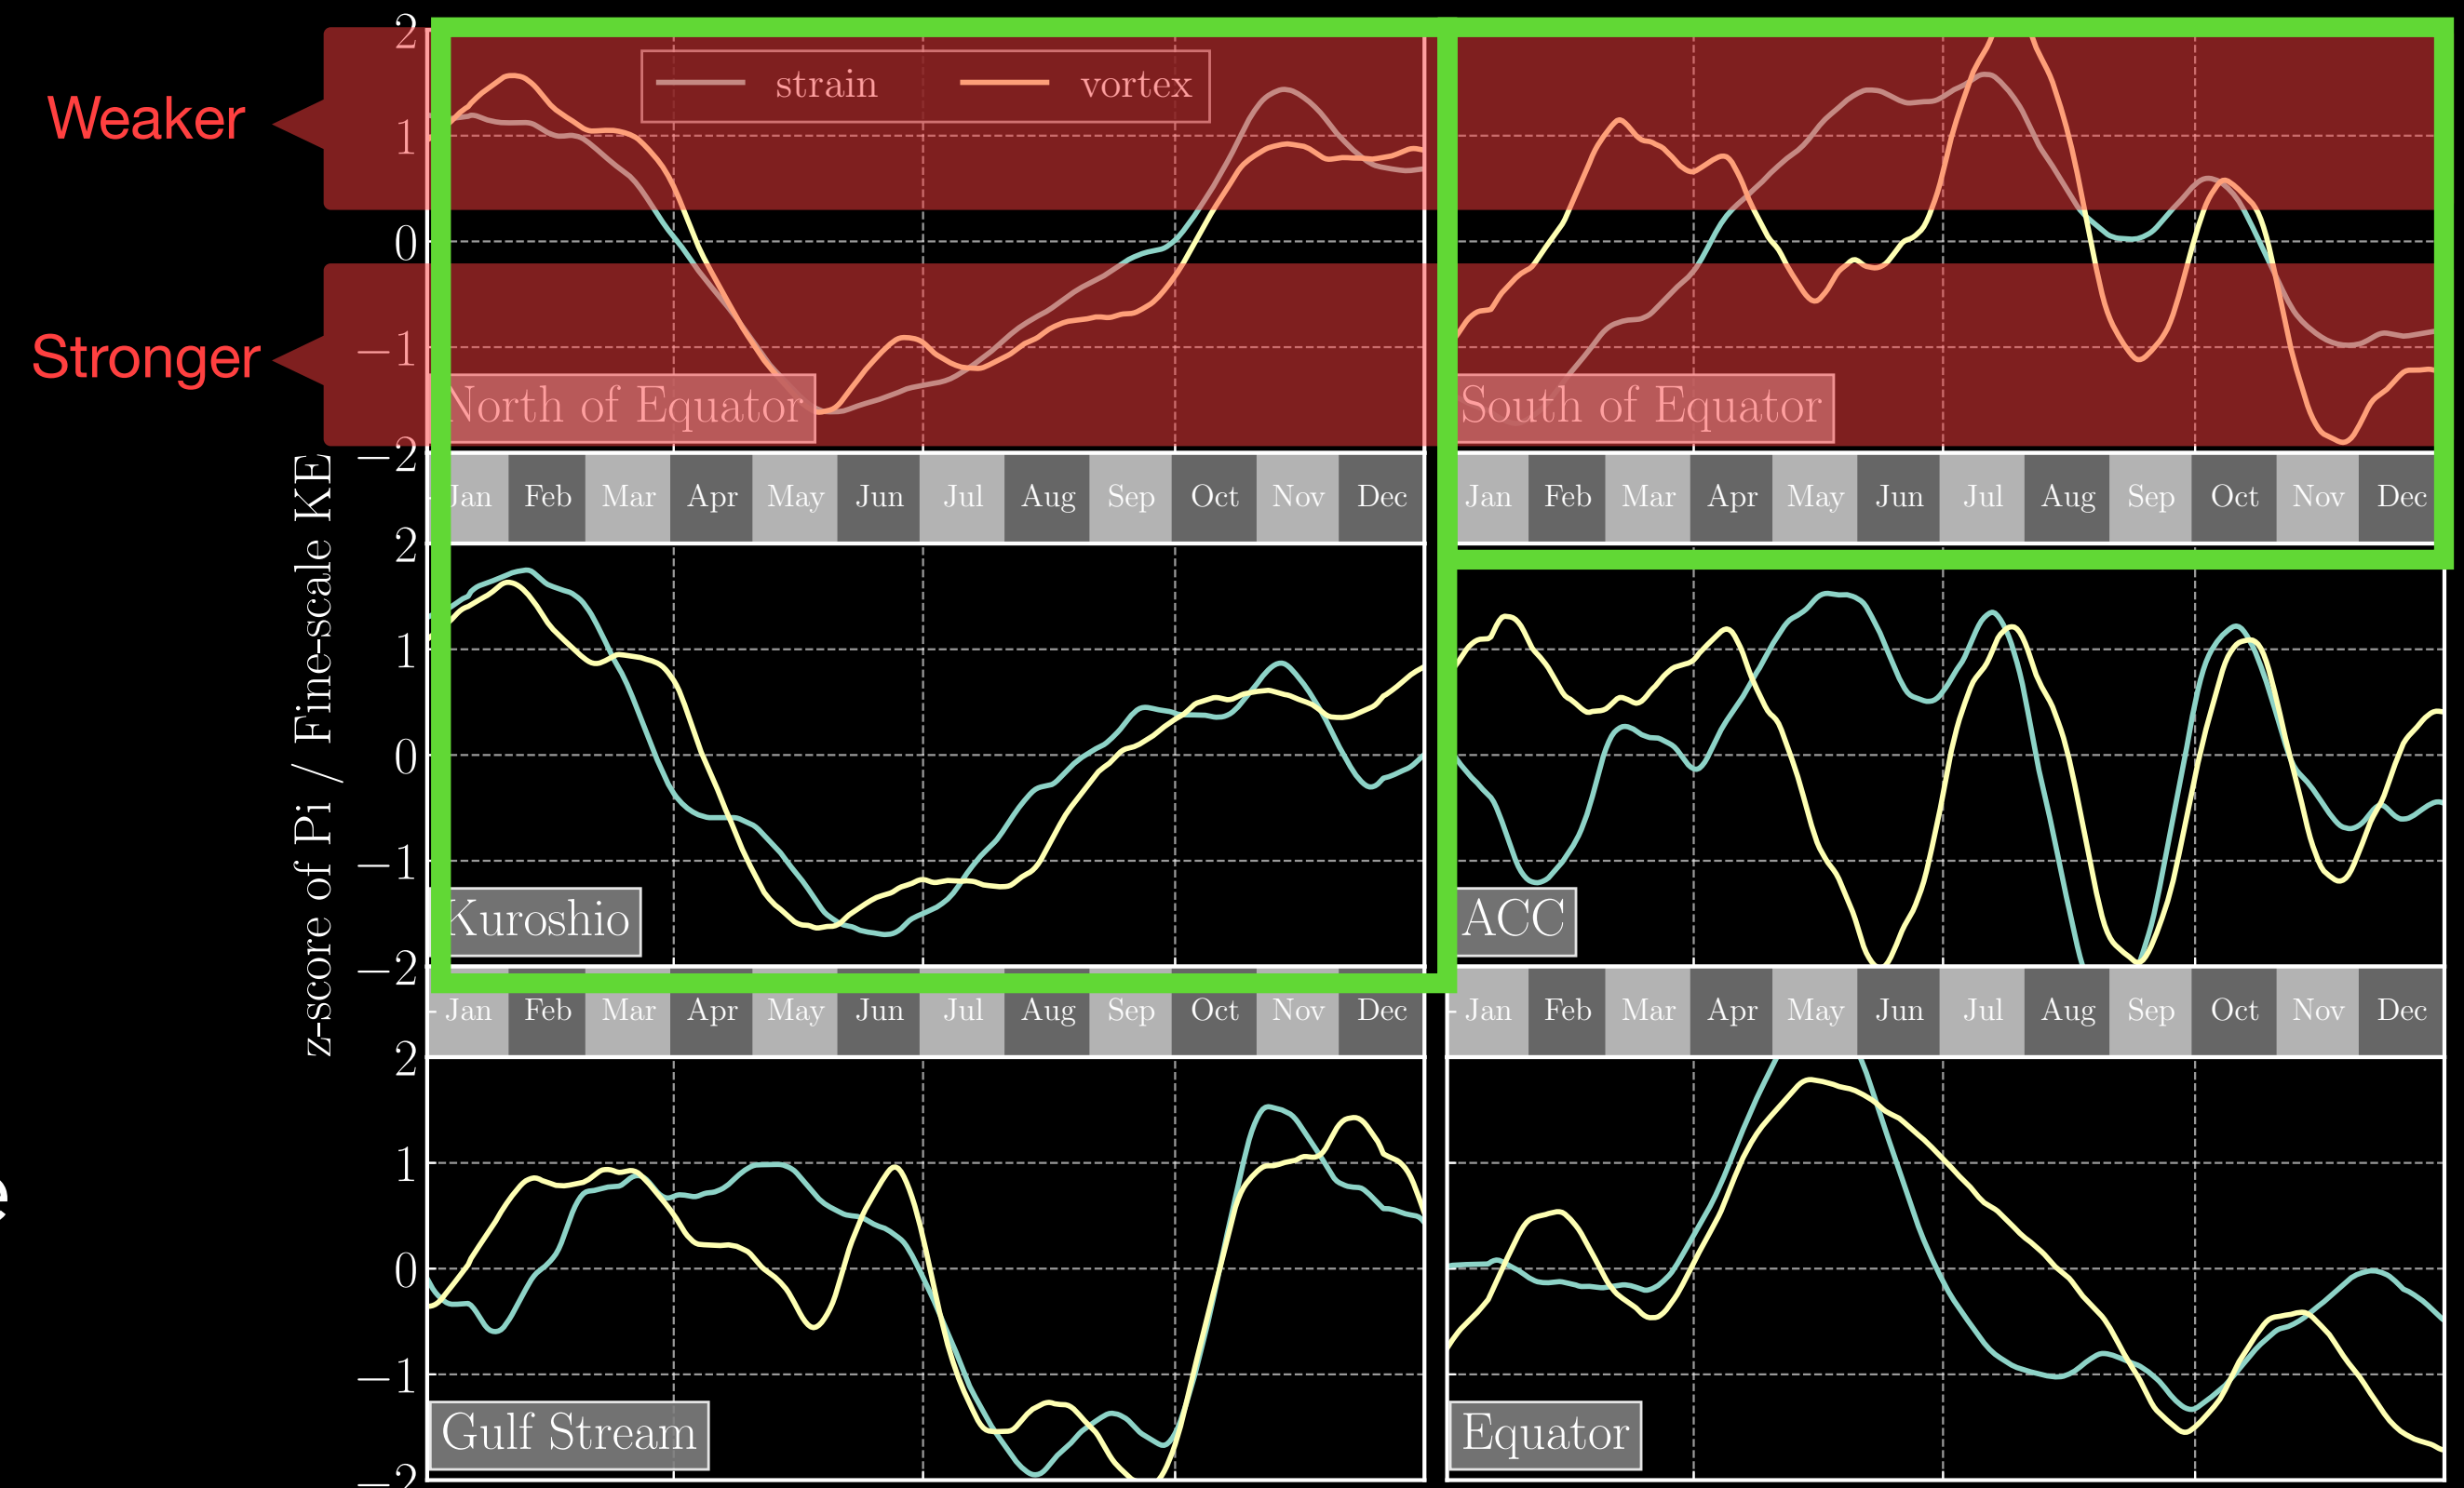 Weaker
Stronger
z-score of Pi / Fine-scale KE
2
1
0
−1
−2
strain vortex
North of Equator
Jan Feb Mar Apr May Jun Jul Aug Sep Oct Nov Dec
South of Equator
Jan Feb Mar Apr May Jun Jul Aug Sep Oct Nov Dec
2
1
0
−1
−2
Kuroshio
Jan Feb Mar Apr May Jun Jul Aug Sep Oct Nov Dec
ACC
Jan Feb Mar Apr May Jun Jul Aug Sep Oct Nov Dec
2
1
0
−1
−2
Gulf Stream
Equator